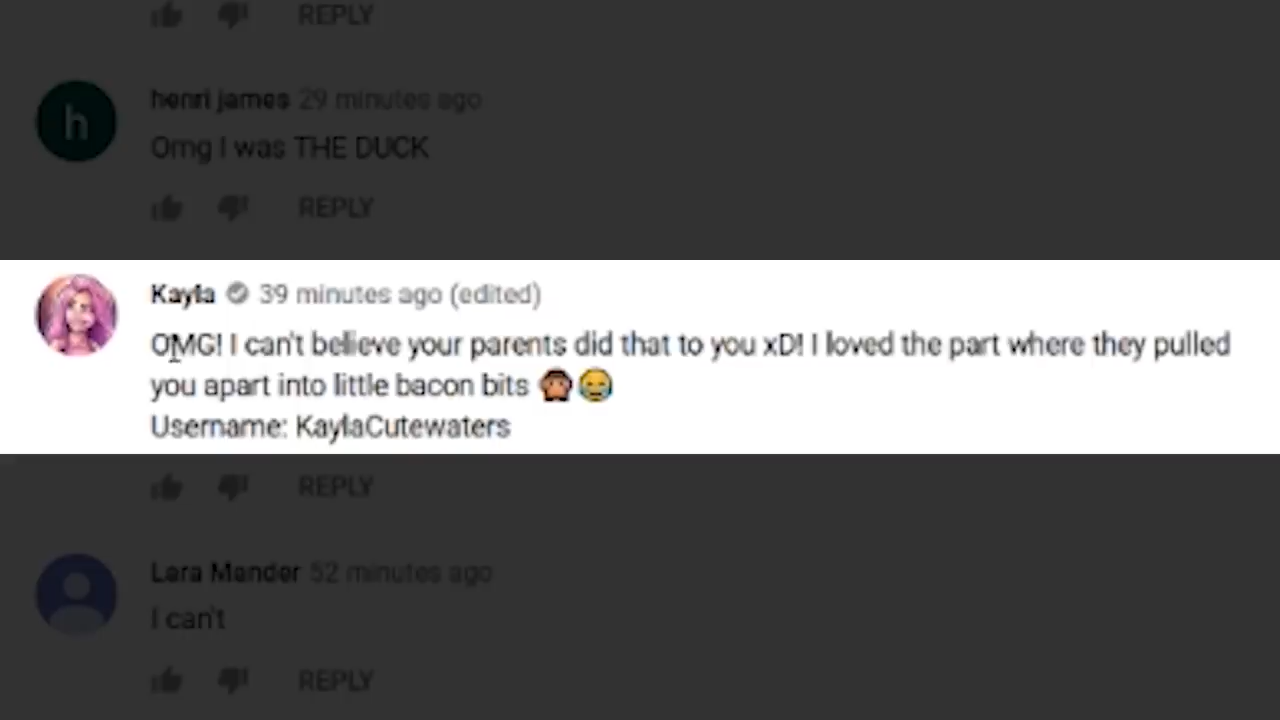 REPLY
h
henri james 29 minutes ago
Omg I was THE DUCK
REPLY
Kayla 39 minutes ago (edited)
OMG! I can't believe your parents did that to you xD! I loved the part where they pulled
you apart into little bacon bits 🙈😂
Username: KaylaCutewaters
REPLY
Lara Mander 52 minutes ago
I can't
REPLY